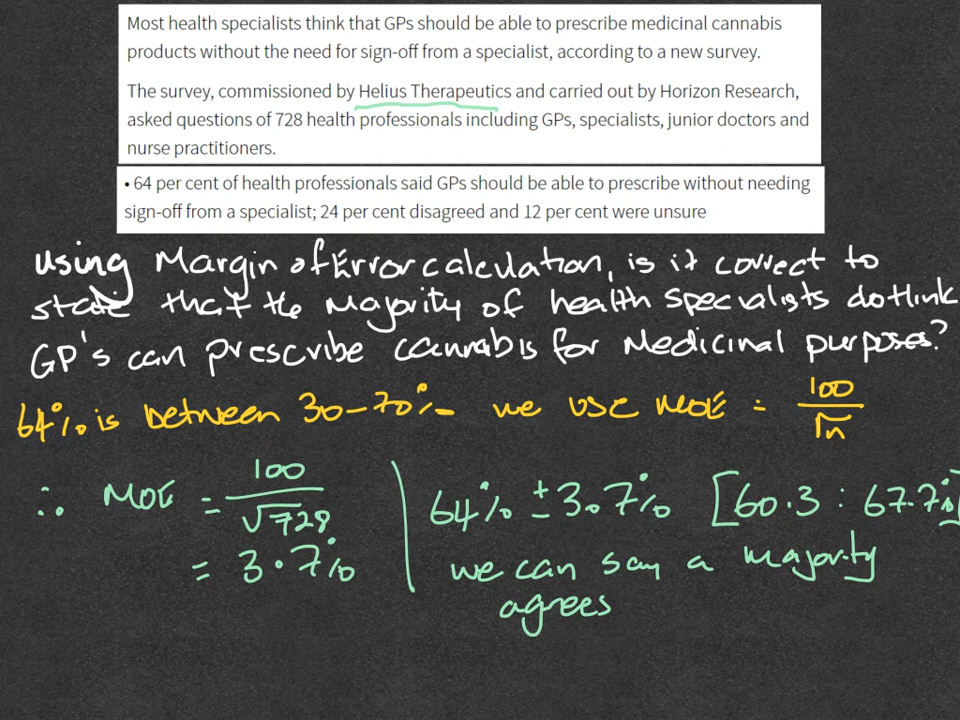 Most health specialists think that GPs should be able to prescribe medicinal cannabis
products without the need for sign-off from a specialist, according to a new survey.
The survey, commissioned by Helius Therapeutics and carried out by Horizon Research,
asked questions of 728 health professionals including GPs, specialists, junior doctors and
nurse practitioners.
• 64 per cent of health professionals said GPs should be able to prescribe without needing
sign-off from a specialist; 24 per cent disagreed and 12 per cent were unsure
Using Margin of Error calculation, is it correct to
state that the Majority of health specialists do think
GP's can prescribe cannabis for Medicinal purposes?
64% is between 30-70% we use MOE = 100/√n
∴ MOE = 100/√728
= 3.7%
64% ± 3.7% [60.3 : 67.7%]
we can say a majority
agrees